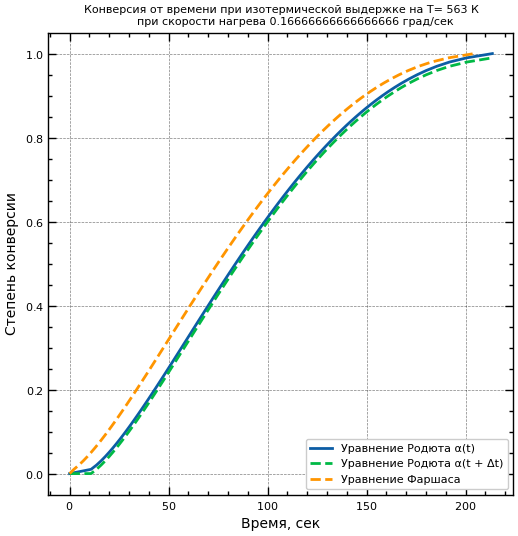 Конверсия от времени при изотермической выдержке на T= 563 K
при скорости нагрева 0.16666666666666666 град/сек
Степень конверсии
1.0
0.8
0.6
0.4
0.2
0.0
0
50
100
150
200
Время, сек
Уравнение Родюта α(t)
Уравнение Родюта α(t + Δt)
Уравнение Фаршаса